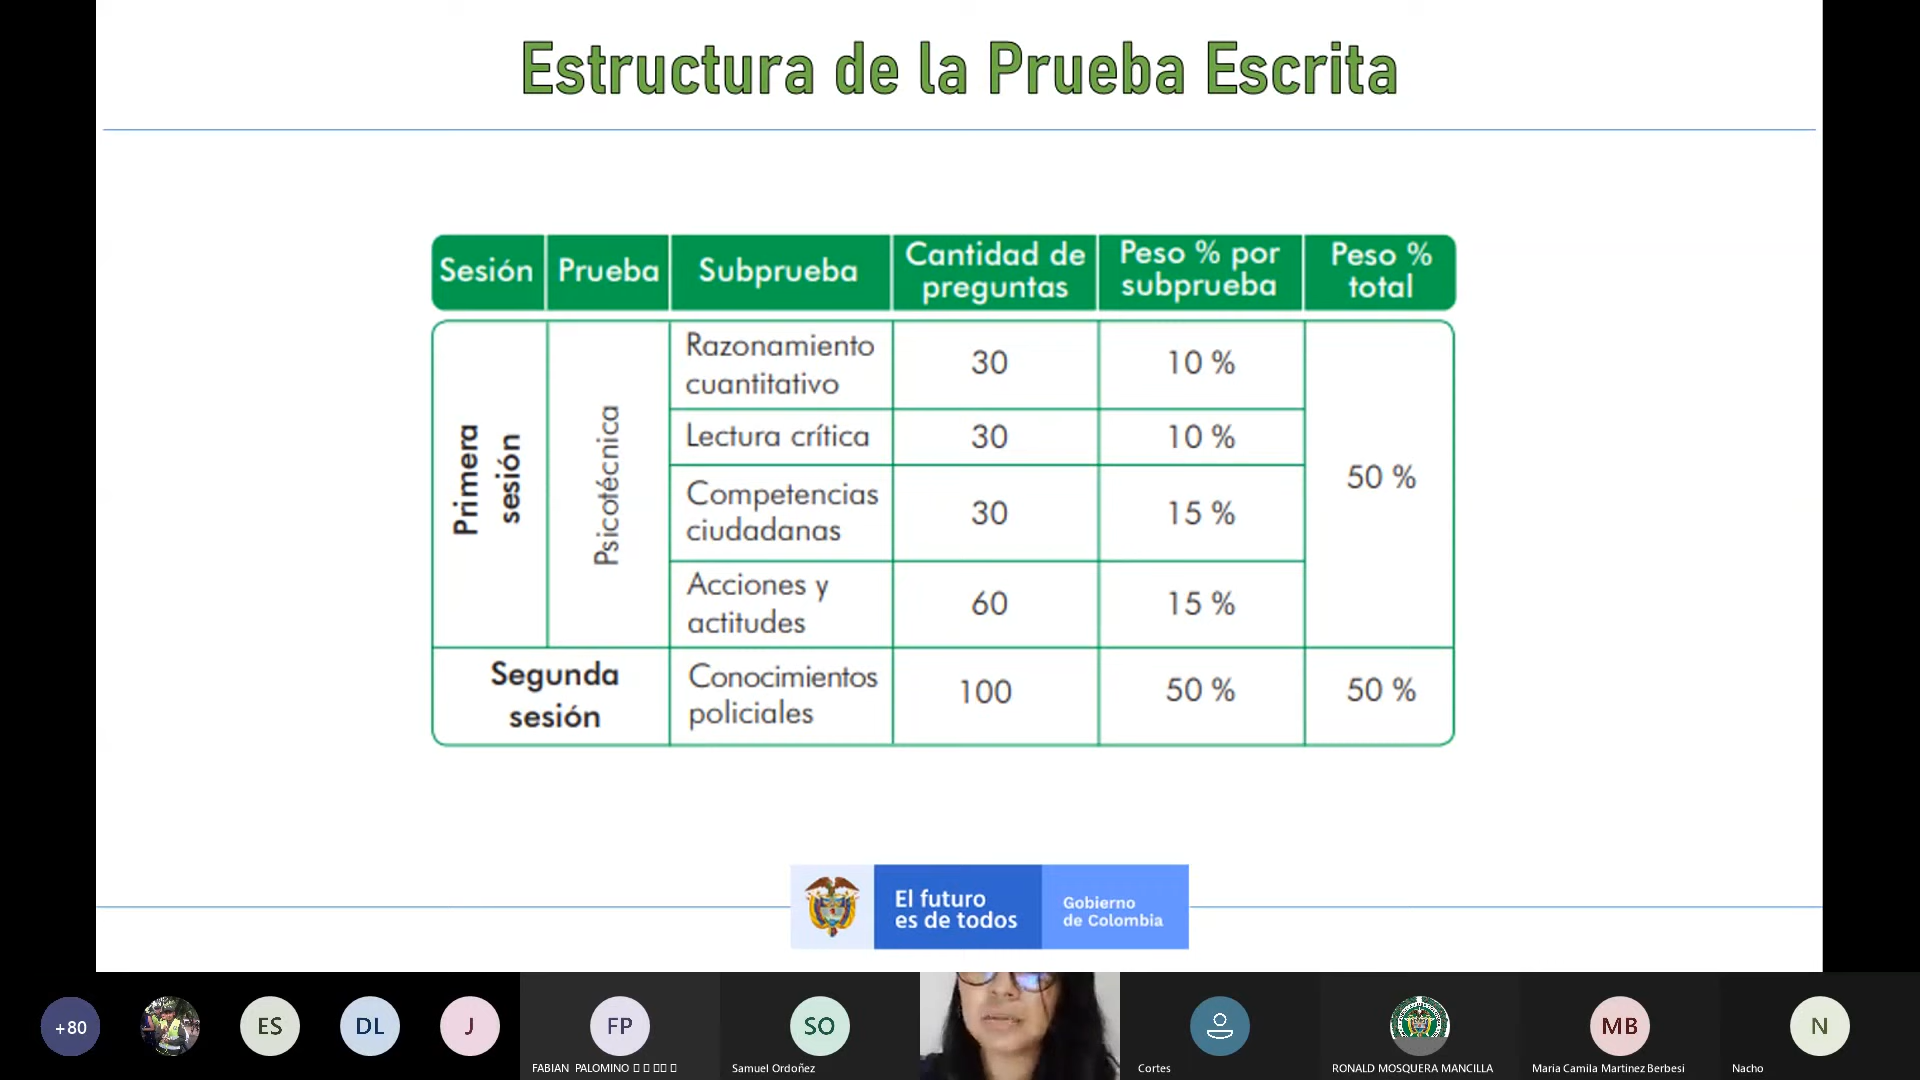 Estructura de la Prueba Escrita
Sesión
Prueba
Subprueba
Cantidad de
preguntas
Peso % por
subprueba
Peso %
total
Primera
sesión
Psicotécnica
Razonamiento
cuantitativo
30
10 %
Lectura crítica
30
10 %
Competencias
ciudadanas
30
15 %
Acciones y
actitudes
60
15 %
50 %
Segunda
sesión
Conocimientos
policiales
100
50 %
50 %
El futuro
es de todos
Gobierno
de Colombia
+80
ES
DL
J
FP
FABIAN PALOMINO
SO
Samuel Ordoñez
Cortes
RONALD MOSQUERA MANCILLA
MB
Maria Camila Martinez Berbesi
N
Nacho